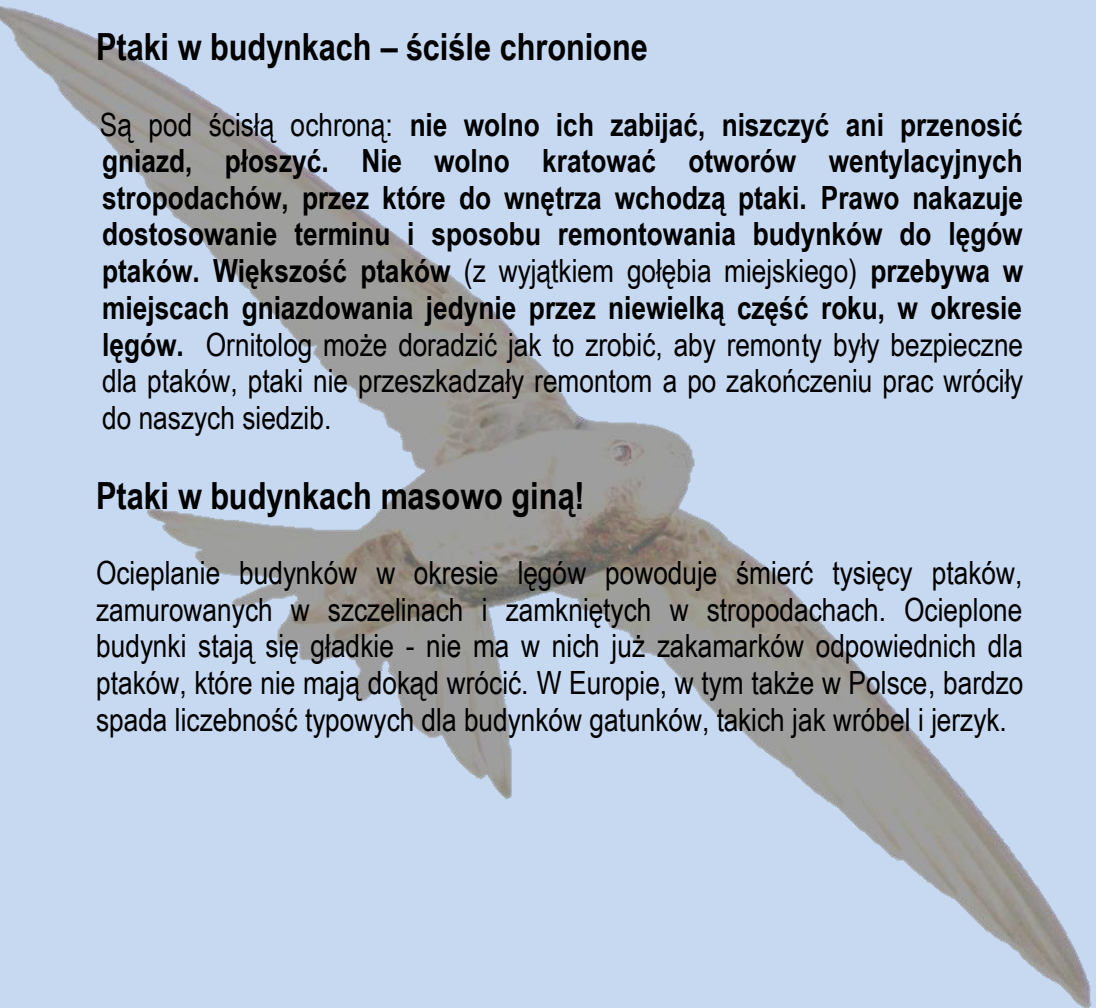 Ptaki w budynkach – ściśle chronione
Są pod ścisłą ochroną: nie wolno ich zabijać, niszczyć ani przenosić
gniazd, płoszyć. Nie wolno kratować otworów wentylacyjnych
stropodachów, przez które do wnętrza wchodzą ptaki. Prawo nakazuje
dostosowanie terminu i sposobu remontowania budynków do lęgów
ptaków. Większość ptaków (z wyjątkiem gołębia miejskiego) przebywa w
miejscach gniazdowania jedynie przez niewielką część roku, w okresie
lęgów. Ornitolog może doradzić jak to zrobić, aby remonty były bezpieczne
dla ptaków, ptaki nie przeszkadzały remontom a po zakończeniu prac wróciły
do naszych siedzib.
Ptaki w budynkach masowo giną!
Ocieplanie budynków w okresie lęgów powoduje śmierć tysięcy ptaków,
zamurowanych w szczelinach i zamkniętych w stropodachach. Ocieplone
budynki stają się gładkie - nie ma w nich już zakamarków odpowiednich dla
ptaków, które nie mają dokąd wrócić. W Europie, w tym także w Polsce, bardzo
spada liczebność typowych dla budynków gatunków, takich jak wróbel i jerzyk.